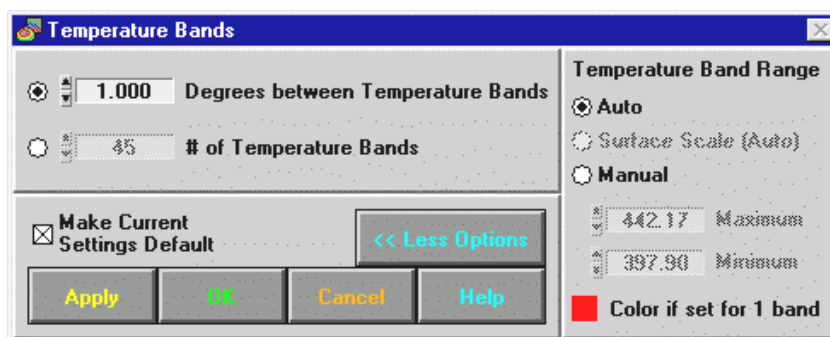 Temperature Bands
1.000 Degrees between Temperature Bands
45 # of Temperature Bands
Make Current
Settings Default
<< Less Options
Apply OK Cancel Help
Temperature Band Range
Auto
Surface Scale (Auto)
Manual
442.17 Maximum
397.90 Minimum
Color if set for 1 band